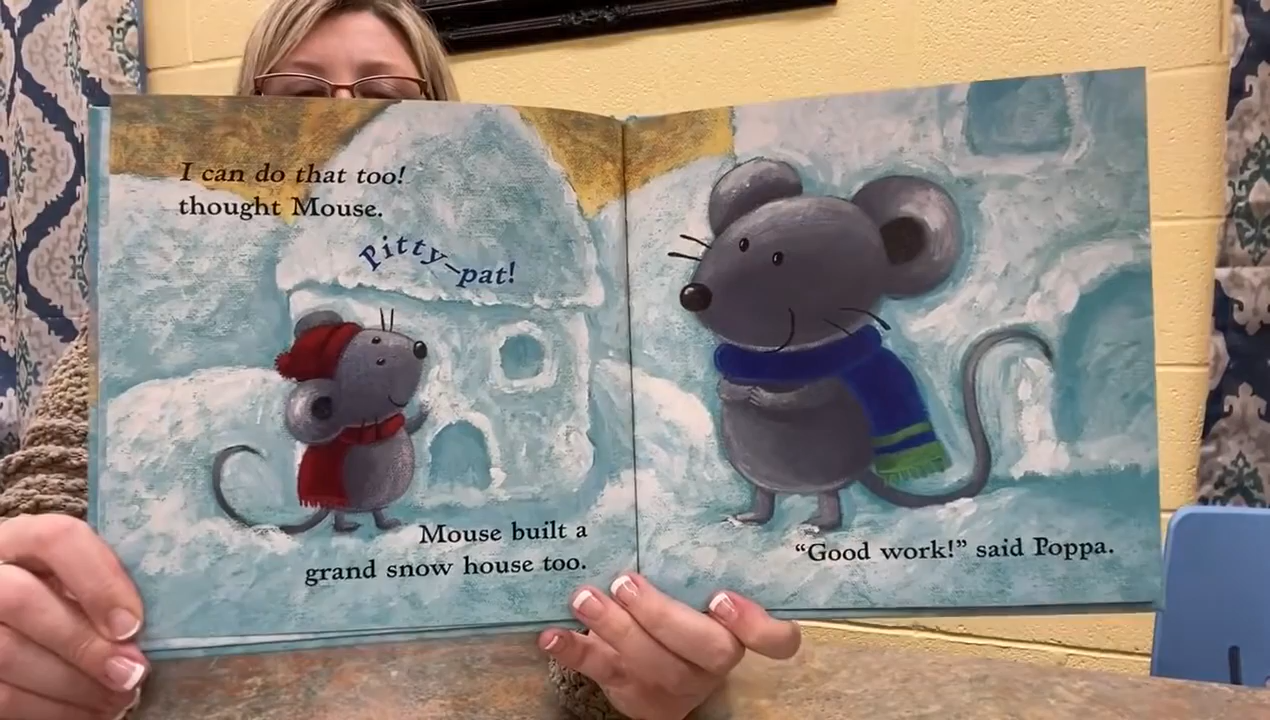 I can do that too!
thought Mouse.
Pitty-pat!
Mouse built a
grand snow house too.
“Good work!” said Poppa.